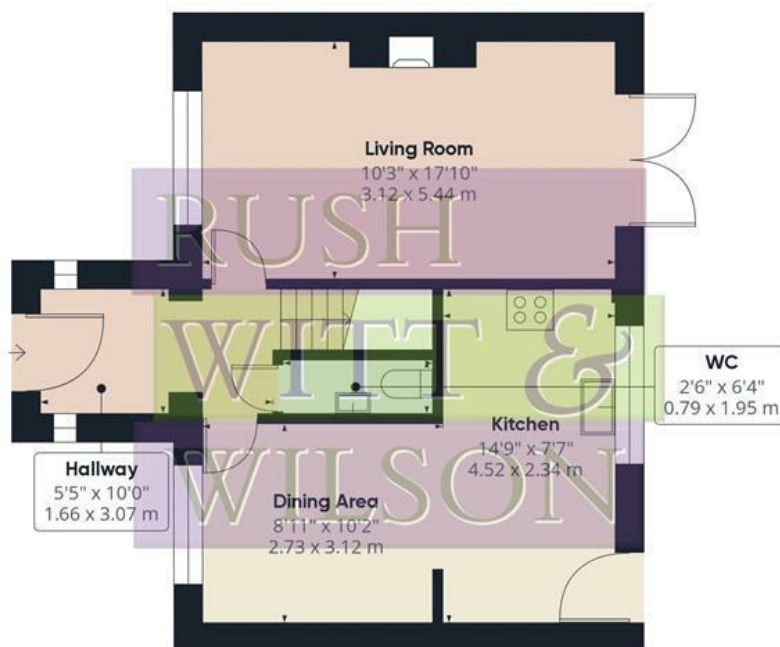 Living Room
10'3" x 17'10"
3.12 x 5.44 m
RUSH
WITT &
WILSON
WC
2'6" x 6'4"
0.79 x 1.95 m
Kitchen
14'9" x 7'7"
4.52 x 2.34 m
Hallway
5'5" x 10'0"
1.66 x 3.07 m
Dining Area
8'11" x 10'2"
2.73 x 3.12 m